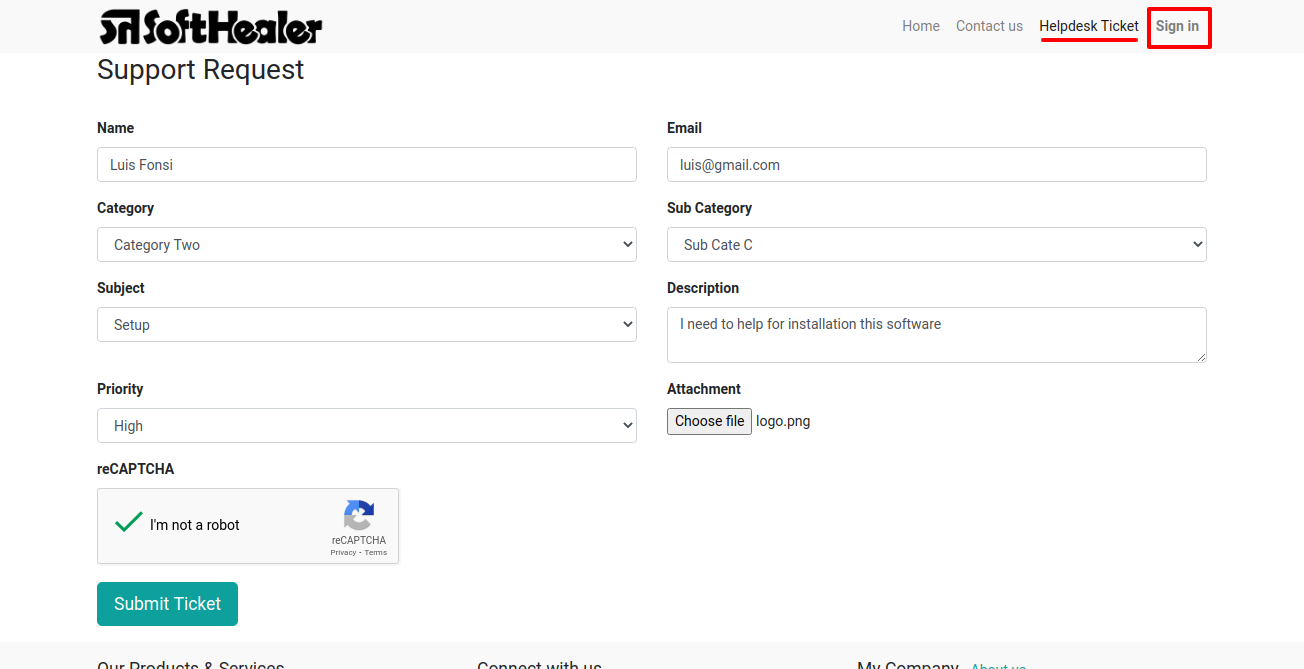 SoftHealer
Home Contact us Helpdesk Ticket Sign in
Support Request
Name Email
Luis Fonsi luis@gmail.com
Category Sub Category
Category Two Sub Cate C
Subject Description
Setup I need to help for installation this software
Priority Attachment
High Choose file logo.png
reCAPTCHA
I'm not a robot
reCAPTCHA
Privacy - Terms
Submit Ticket
Our Products & Services Connect with us My Company About us